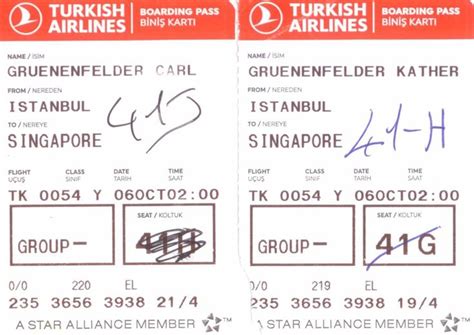 TURKISH AIRLINES
BOARDING PASS
BİNİŞ KARTI
NAME / İSİM
GRUENENFELDER CARL
FROM / NEREDEN
ISTANBUL
TO / NEREYE
SINGAPORE
41J
FLIGHT UÇUŞ CLASS SINIF DATE TARİH TIME SAAT
TK 0054 Y 06OCT02:00
GROUP-
SEAT / KOLTUK
0/0 220 EL
235 3656 3938 21/4
A STAR ALLIANCE MEMBER
TURKISH AIRLINES
BOARDING PASS
BİNİŞ KARTI
NAME / İSİM
GRUENENFELDER KATHER
FROM / NEREDEN
ISTANBUL
TO / NEREYE
SINGAPORE
41-H
FLIGHT UÇUŞ CLASS SINIF DATE TARİH TIME SAAT
TK 0054 Y 06OCT02:00
GROUP-
SEAT / KOLTUK
41G
0/0 219 EL
235 3656 3938 19/4
A STAR ALLIANCE MEMBER